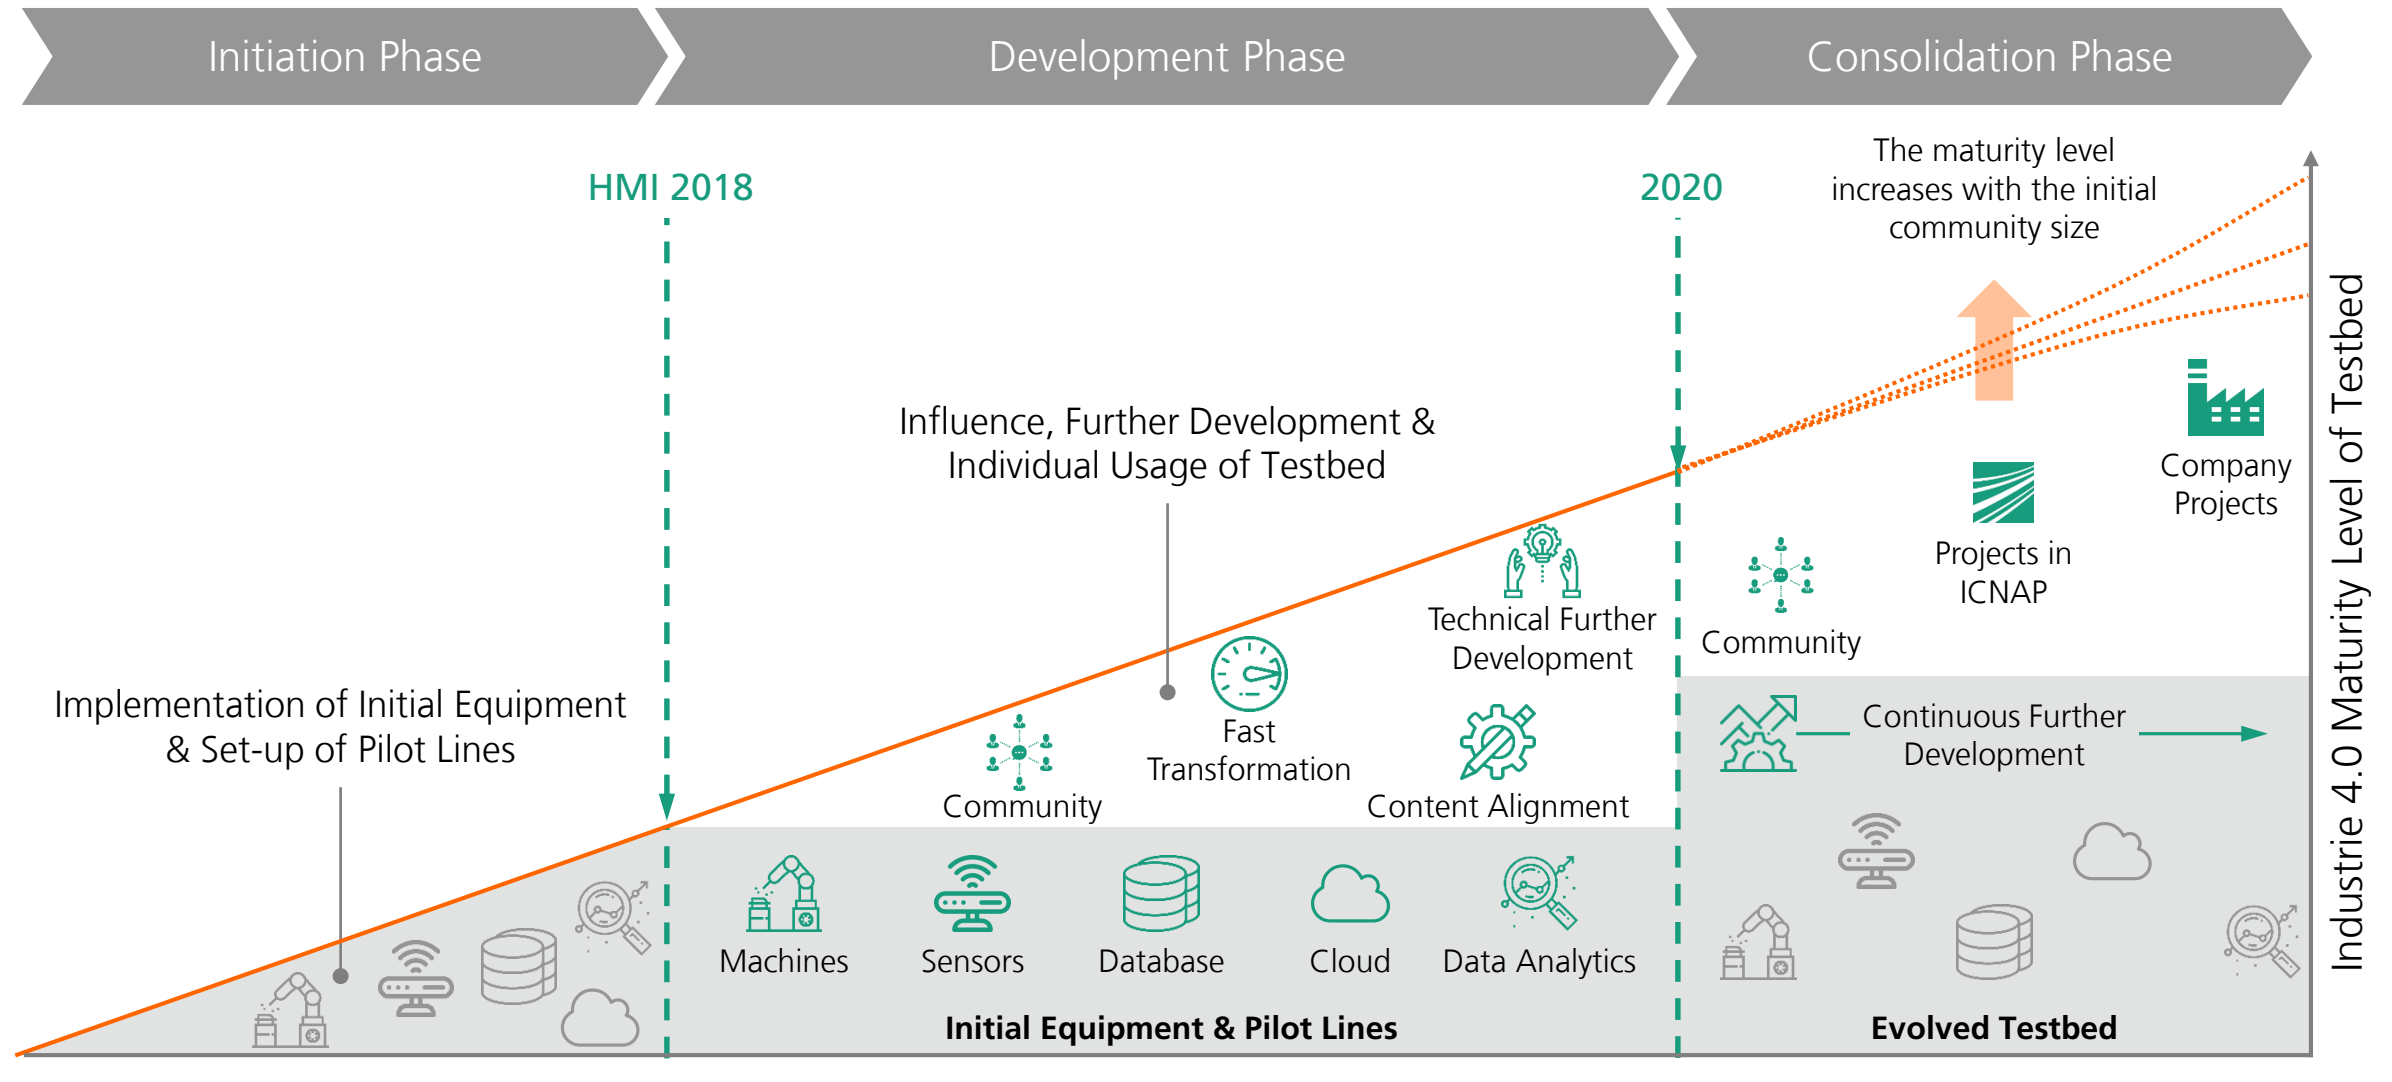 Initiation Phase
Development Phase
Consolidation Phase
HMI 2018
2020
The maturity level
increases with the initial
community size
Influence, Further Development &
Individual Usage of Testbed
Implementation of Initial Equipment
& Set-up of Pilot Lines
Community
Fast
Transformation
Technical Further
Development
Content Alignment
Community
Projects in
ICNAP
Company
Projects
Continuous Further
Development
Machines
Sensors
Database
Cloud
Data Analytics
Initial Equipment & Pilot Lines
Evolved Testbed
Industrie 4.0 Maturity Level of Testbed